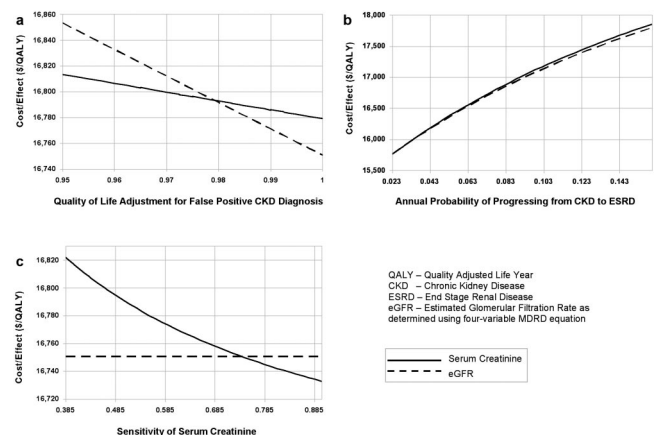 a
16,860
16,840
16,820
16,800
16,780
16,760
16,740
Cost/Effect ($/QALY)
0.95 0.96 0.97 0.98 0.99 1
Quality of Life Adjustment for False Positive CKD Diagnosis
b
18,000
17,500
17,000
16,500
16,000
15,500
Cost/Effect ($/QALY)
0.023 0.043 0.063 0.083 0.103 0.123 0.143
Annual Probability of Progressing from CKD to ESRD
c
16,820
16,800
16,780
16,760
16,740
16,720
Cost/Effect ($/QALY)
0.385 0.485 0.585 0.685 0.785 0.885
Sensitivity of Serum Creatinine
QALY – Quality Adjusted Life Year
CKD – Chronic Kidney Disease
ESRD – End Stage Renal Disease
eGFR – Estimated Glomerular Filtration Rate as
determined using four-variable MDRD equation
Serum Creatinine
eGFR